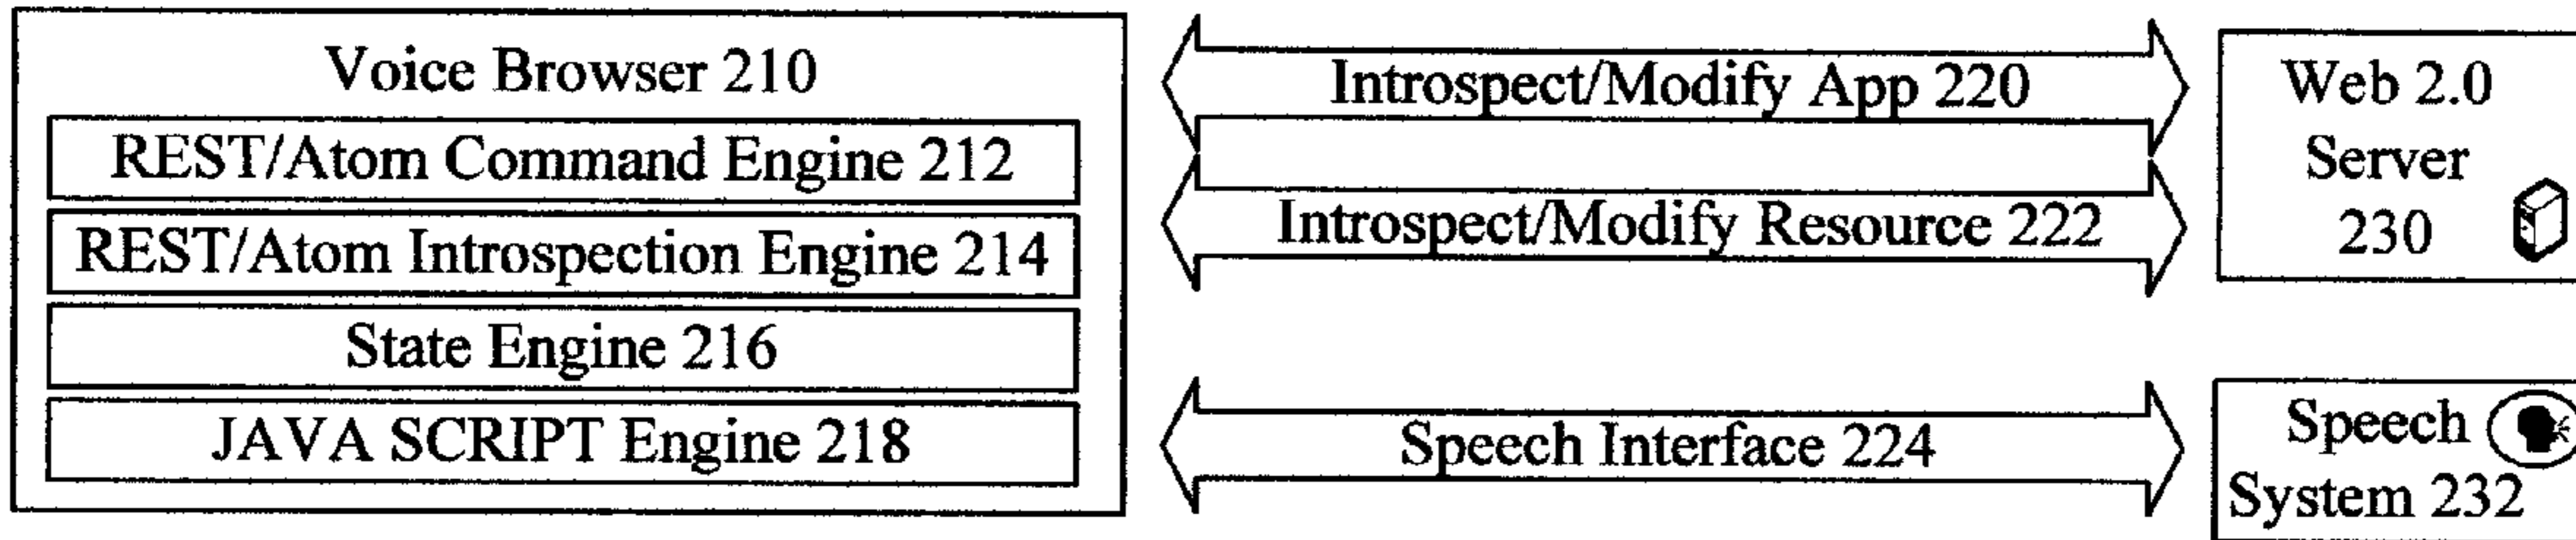 Voice Browser 210
REST/Atom Command Engine 212
REST/Atom Introspection Engine 214
State Engine 216
JAVA SCRIPT Engine 218
Introspect/Modify App 220
Introspect/Modify Resource 222
Speech Interface 224
Web 2.0
Server
230
Speech
System 232